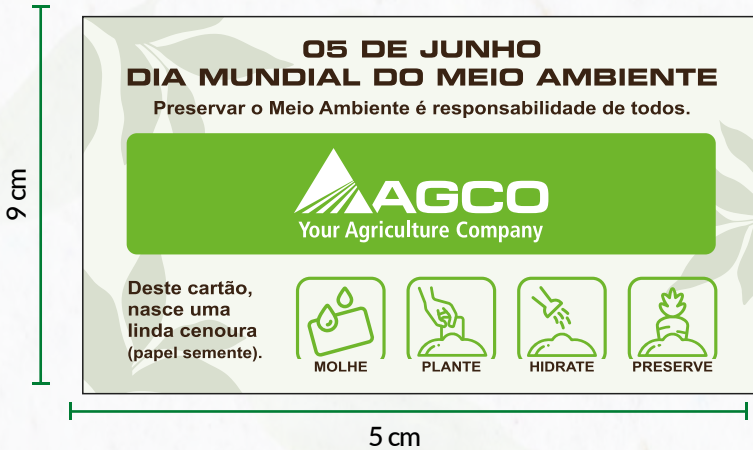 05 DE JUNHO
DIA MUNDIAL DO MEIO AMBIENTE
Preservar o Meio Ambiente é responsabilidade de todos.
AGCO
Your Agriculture Company
Deste cartão,
nasce uma
linda cenoura
(papel semente).
MOLHE
PLANTE
HIDRATE
PRESERVE
9 cm
5 cm